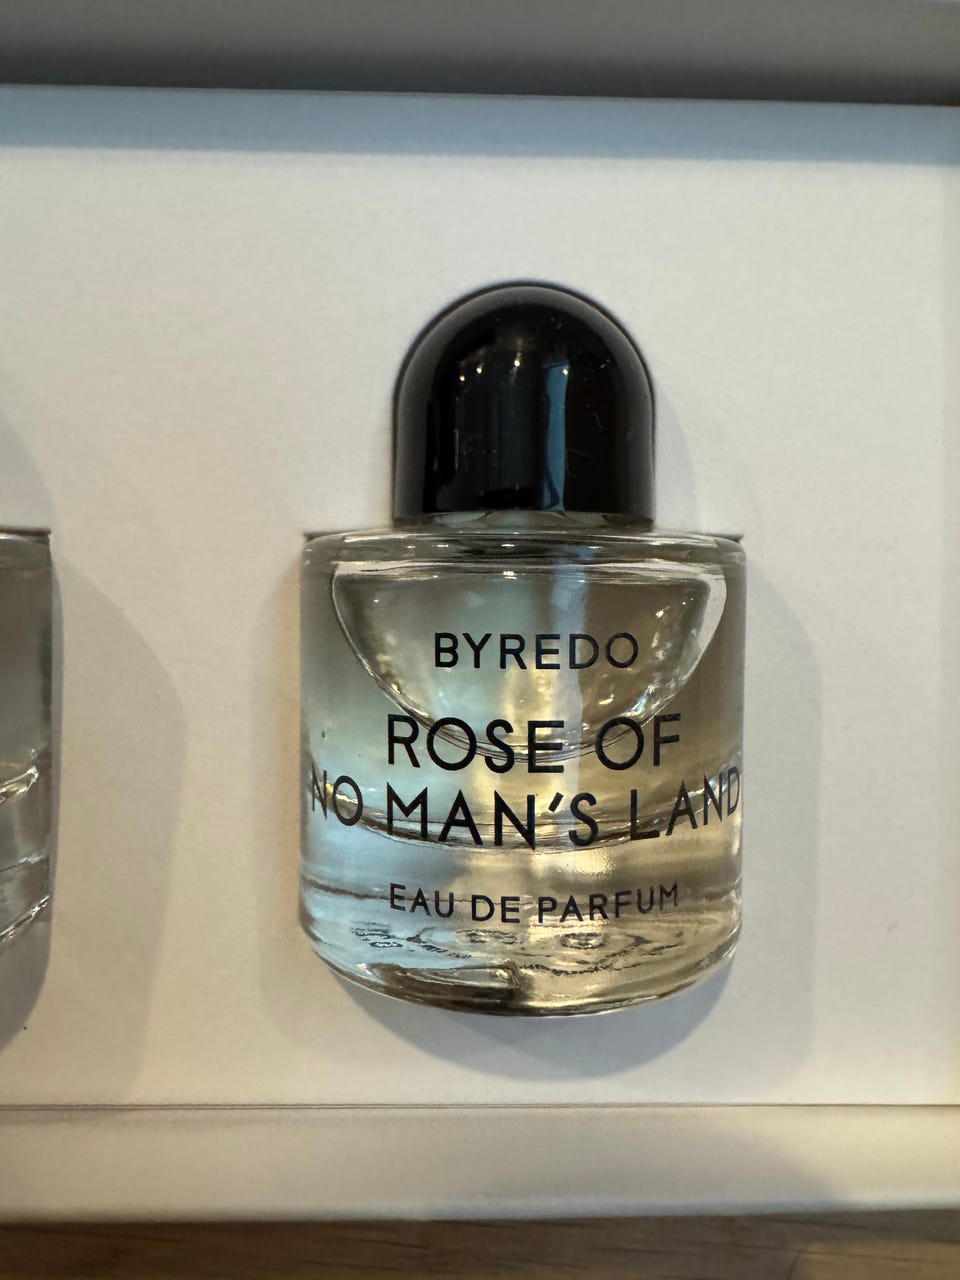 BYREDO
ROSE OF
NO MAN'S LAND
EAU DE PARFUM